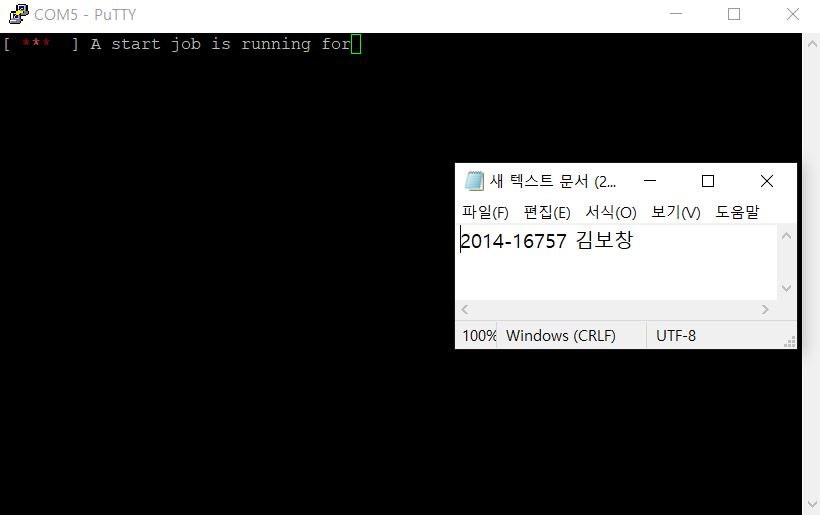 COM5 - PuTTY
[ *** ] A start job is running for
새 텍스트 문서 (2...
파일(F) 편집(E) 서식(O) 보기(V) 도움말
2014-16757 김보창
100% Windows (CRLF) UTF-8